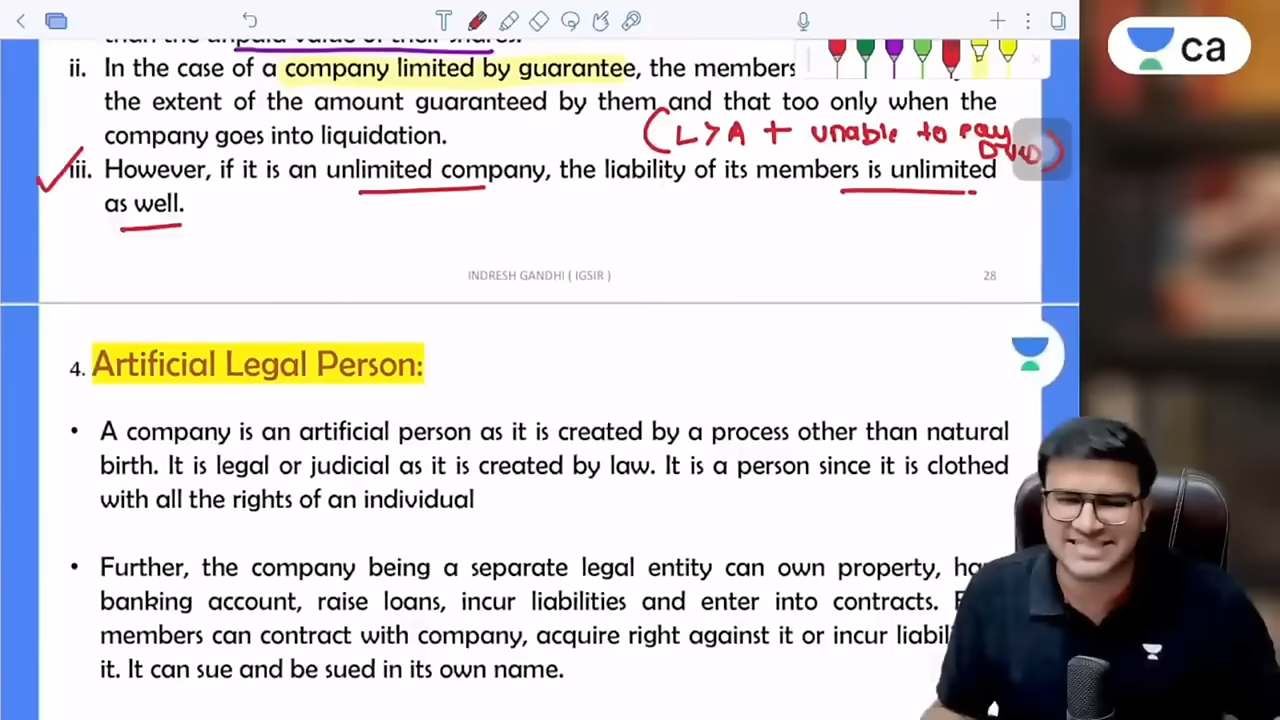 ca
than the unpaid value of their shares.
ii. In the case of a company limited by guarantee, the members
the extent of the amount guaranteed by them and that too only when the
company goes into liquidation.
(L > A + unable to pay
iii. However, if it is an unlimited company, the liability of its members is unlimited
as well.
INDRESH GANDHI ( IGSIR )
28
4. Artificial Legal Person:
• A company is an artificial person as it is created by a process other than natural
birth. It is legal or judicial as it is created by law. It is a person since it is clothed
with all the rights of an individual
• Further, the company being a separate legal entity can own property,
banking account, raise loans, incur liabilities and enter into contracts.
members can contract with company, acquire right against it or incur
it. It can sue and be sued in its own name.